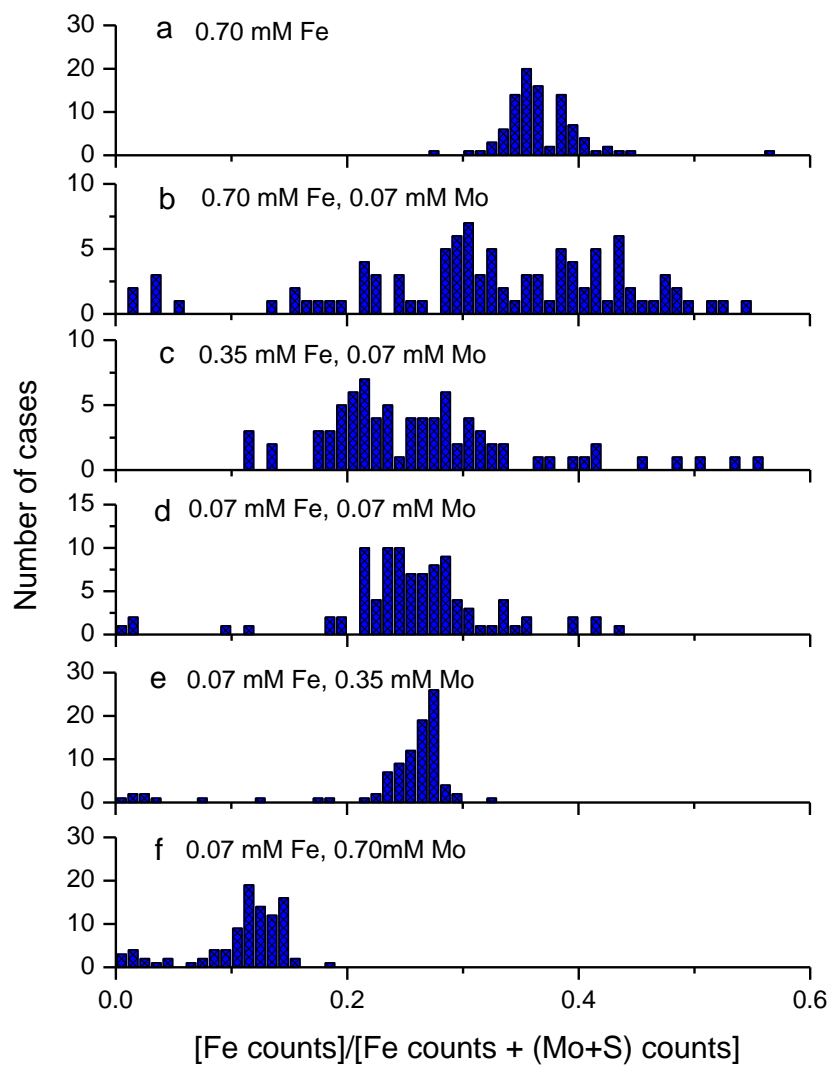 a 0.70 mM Fe
30
20
10
0
b 0.70 mM Fe, 0.07 mM Mo
10
5
0
c 0.35 mM Fe, 0.07 mM Mo
10
5
0
d 0.07 mM Fe, 0.07 mM Mo
15
10
5
0
e 0.07 mM Fe, 0.35 mM Mo
30
20
10
0
f 0.07 mM Fe, 0.70mM Mo
30
20
10
0
0.0 0.2 0.4 0.6
Number of cases
[Fe counts]/[Fe counts + (Mo+S) counts]